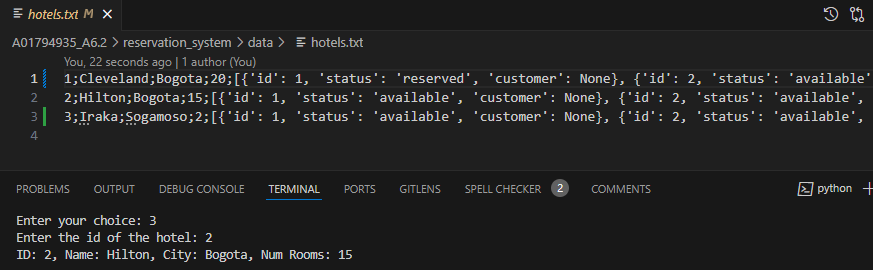 hotels.txt M
A01794935_A6.2 > reservation_system > data > hotels.txt
You, 22 seconds ago | 1 author (You)
1 1;Cleveland;Bogota;20;[{'id': 1, 'status': 'reserved', 'customer': None}, {'id': 2, 'status': 'available'
2 2;Hilton;Bogota;15;[{'id': 1, 'status': 'available', 'customer': None}, {'id': 2, 'status': 'available',
3 3;Iraka;Sogamoso;2;[{'id': 1, 'status': 'available', 'customer': None}, {'id': 2, 'status': 'available',
4
PROBLEMS OUTPUT DEBUG CONSOLE TERMINAL PORTS GITLENS SPELL CHECKER 2 COMMENTS python
Enter your choice: 3
Enter the id of the hotel: 2
ID: 2, Name: Hilton, City: Bogota, Num Rooms: 15